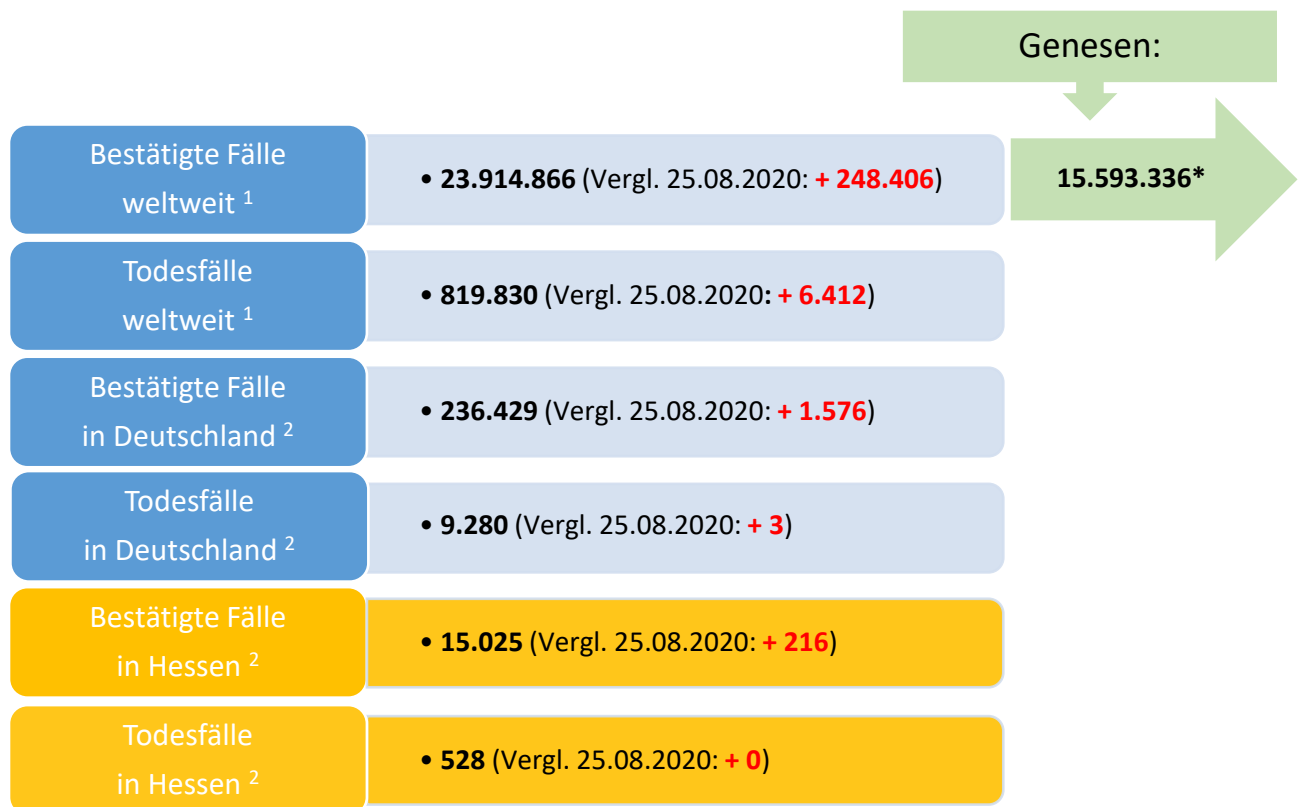 Genesen:
Bestätigte Fälle
weltweit ¹
• 23.914.866 (Vergl. 25.08.2020: + 248.406)
15.593.336*
Todesfälle
weltweit ¹
• 819.830 (Vergl. 25.08.2020: + 6.412)
Bestätigte Fälle
in Deutschland ²
• 236.429 (Vergl. 25.08.2020: + 1.576)
Todesfälle
in Deutschland ²
• 9.280 (Vergl. 25.08.2020: + 3)
Bestätigte Fälle
in Hessen ²
• 15.025 (Vergl. 25.08.2020: + 216)
Todesfälle
in Hessen ²
• 528 (Vergl. 25.08.2020: + 0)